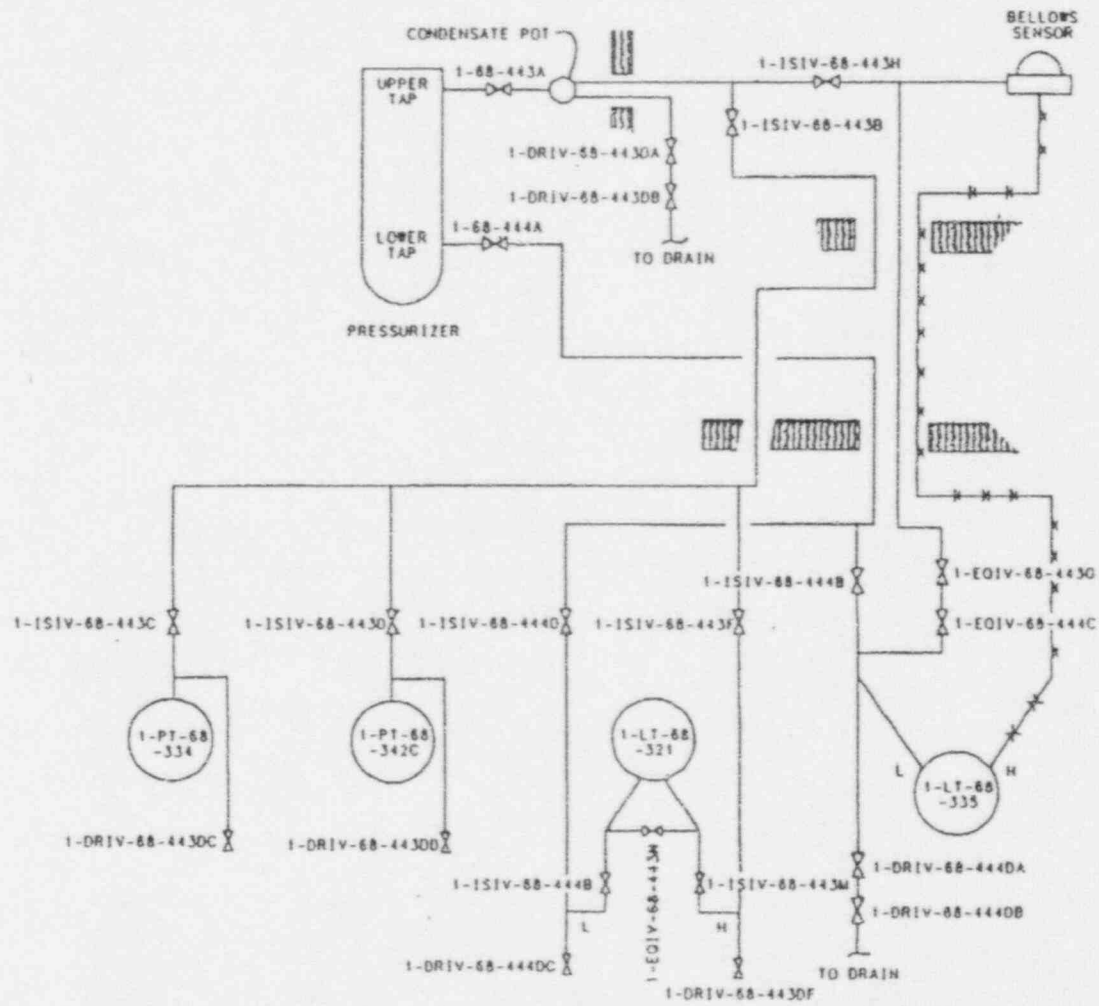 BELLOWS
SENSOR
CONDENSATE POT
1-ISIV-68-443H
1-68-443A
UPPER
TAP
1-ISIV-68-443B
1-DRIV-68-443DA
1-DRIV-68-443DB
1-68-444A
LOWER
TAP
TO DRAIN
PRESSURIZER
1-ISIV-68-444B
1-EQIV-68-443G
1-ISIV-68-443C
1-ISIV-68-443D
1-ISIV-68-444D
1-ISIV-68-443F
1-EQIV-68-444C
1-PT-68
-334
1-PT-68
-342C
1-LT-68
-321
L
H
1-LT-68
-335
1-DRIV-68-443DC
1-DRIV-68-443DD
1-EQIV-68-443N
1-DRIV-68-444DA
1-ISIV-68-444B
1-ISIV-68-443M
1-DRIV-68-444DB
L
H
1-DRIV-68-444DC
TO DRAIN
1-DRIV-68-443DF